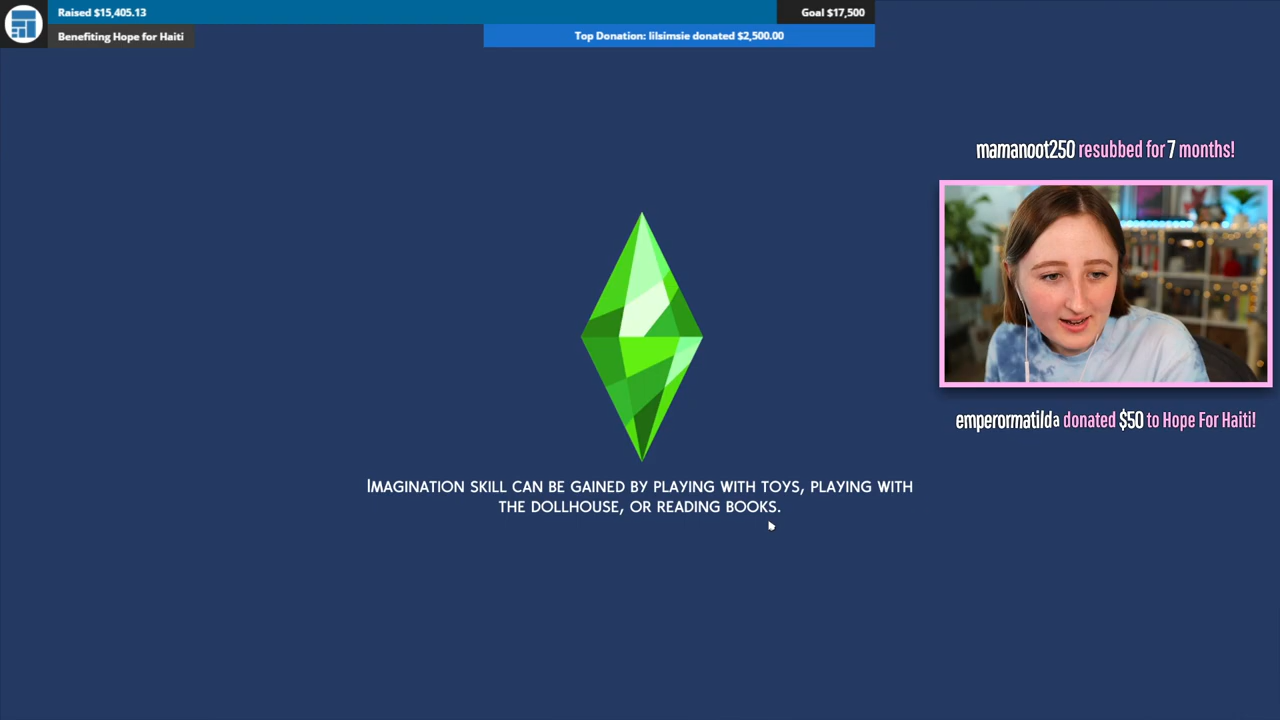 Raised $15,405.13
Goal $17,500
Benefiting Hope for Haiti
Top Donation: lilsimsie donated $2,500.00
mamanoot250 resubbed for 7 months!
emperormatilda donated $50 to Hope For Haiti!
IMAGINATION SKILL CAN BE GAINED BY PLAYING WITH TOYS, PLAYING WITH
THE DOLLHOUSE, OR READING BOOKS.